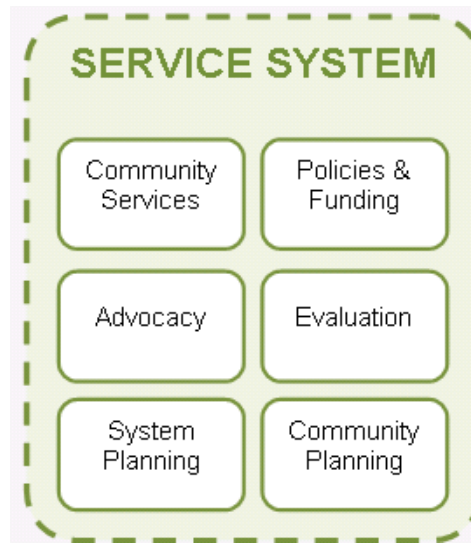 SERVICE SYSTEM
Community
Services
Policies &
Funding
Advocacy
Evaluation
System
Planning
Community
Planning